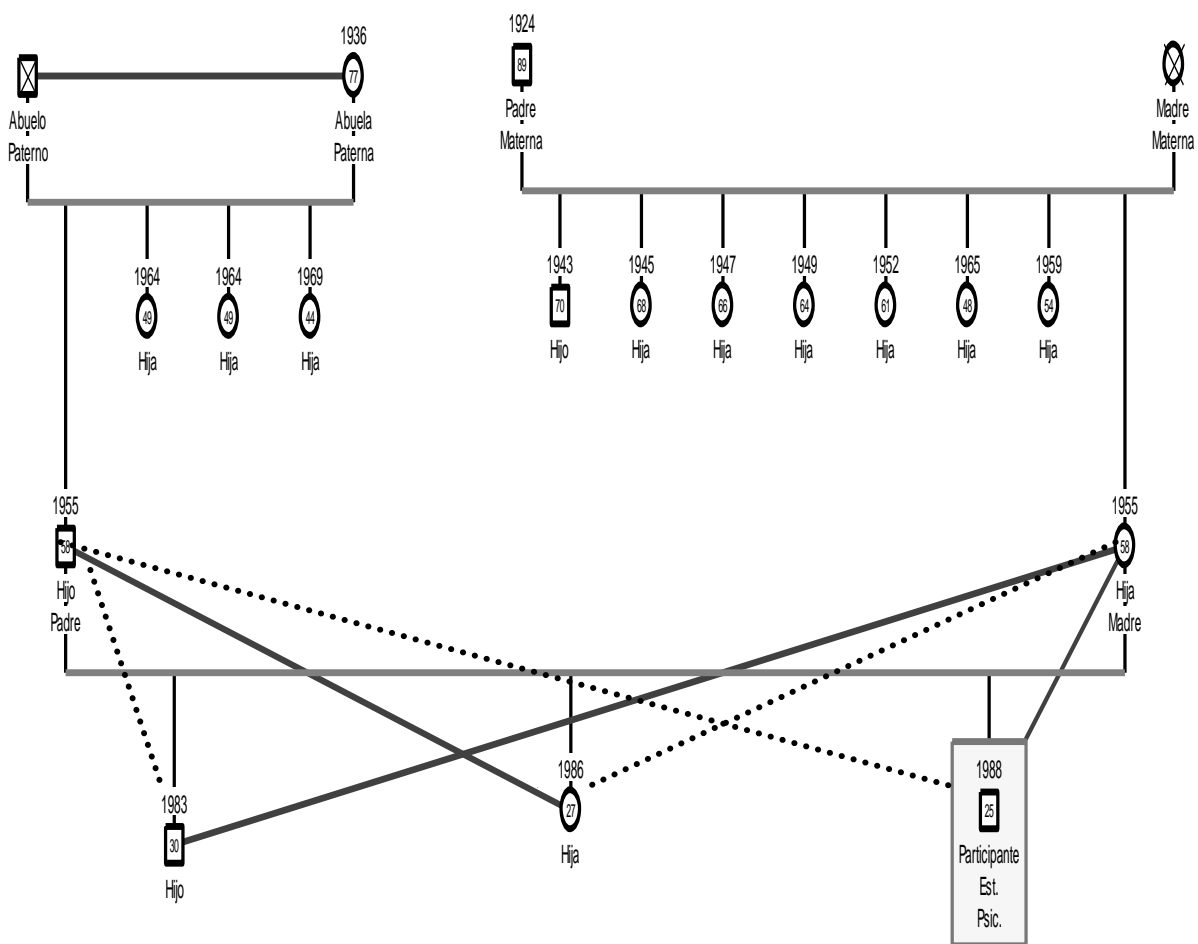 1936
77
Abuelo
Paterno
Abuela
Paterna
1924
89
Padre
Materna
Madre
Materna
1964
49
Hija
1964
49
Hija
1969
44
Hija
1943
70
Hijo
1945
68
Hija
1947
66
Hija
1949
64
Hija
1952
61
Hija
1965
48
Hija
1959
54
Hija
1955
58
Hijo
Padre
1955
58
Hija
Madre
1983
30
Hijo
1986
27
Hija
1988
25
Participante
Est.
Psic.